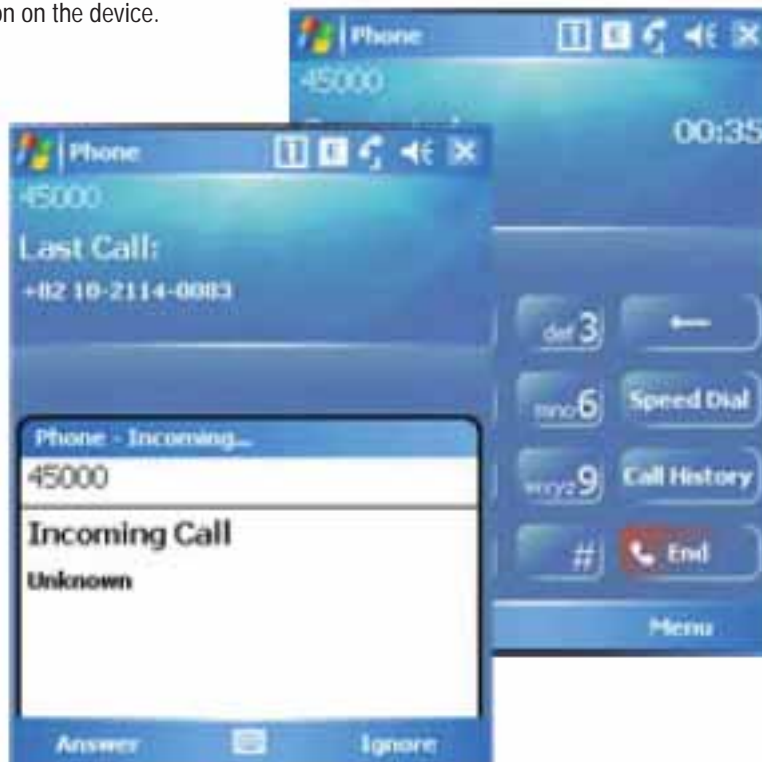 on on the device.
Phone
45000
00:35
def 3
mno 6
Speed Dial
wxyz 9
Call History
#
End
Menu
Phone
45000
Last Call:
+82 10-2114-0083
Phone - Incoming...
45000
Incoming Call
Unknown
Answer
Ignore